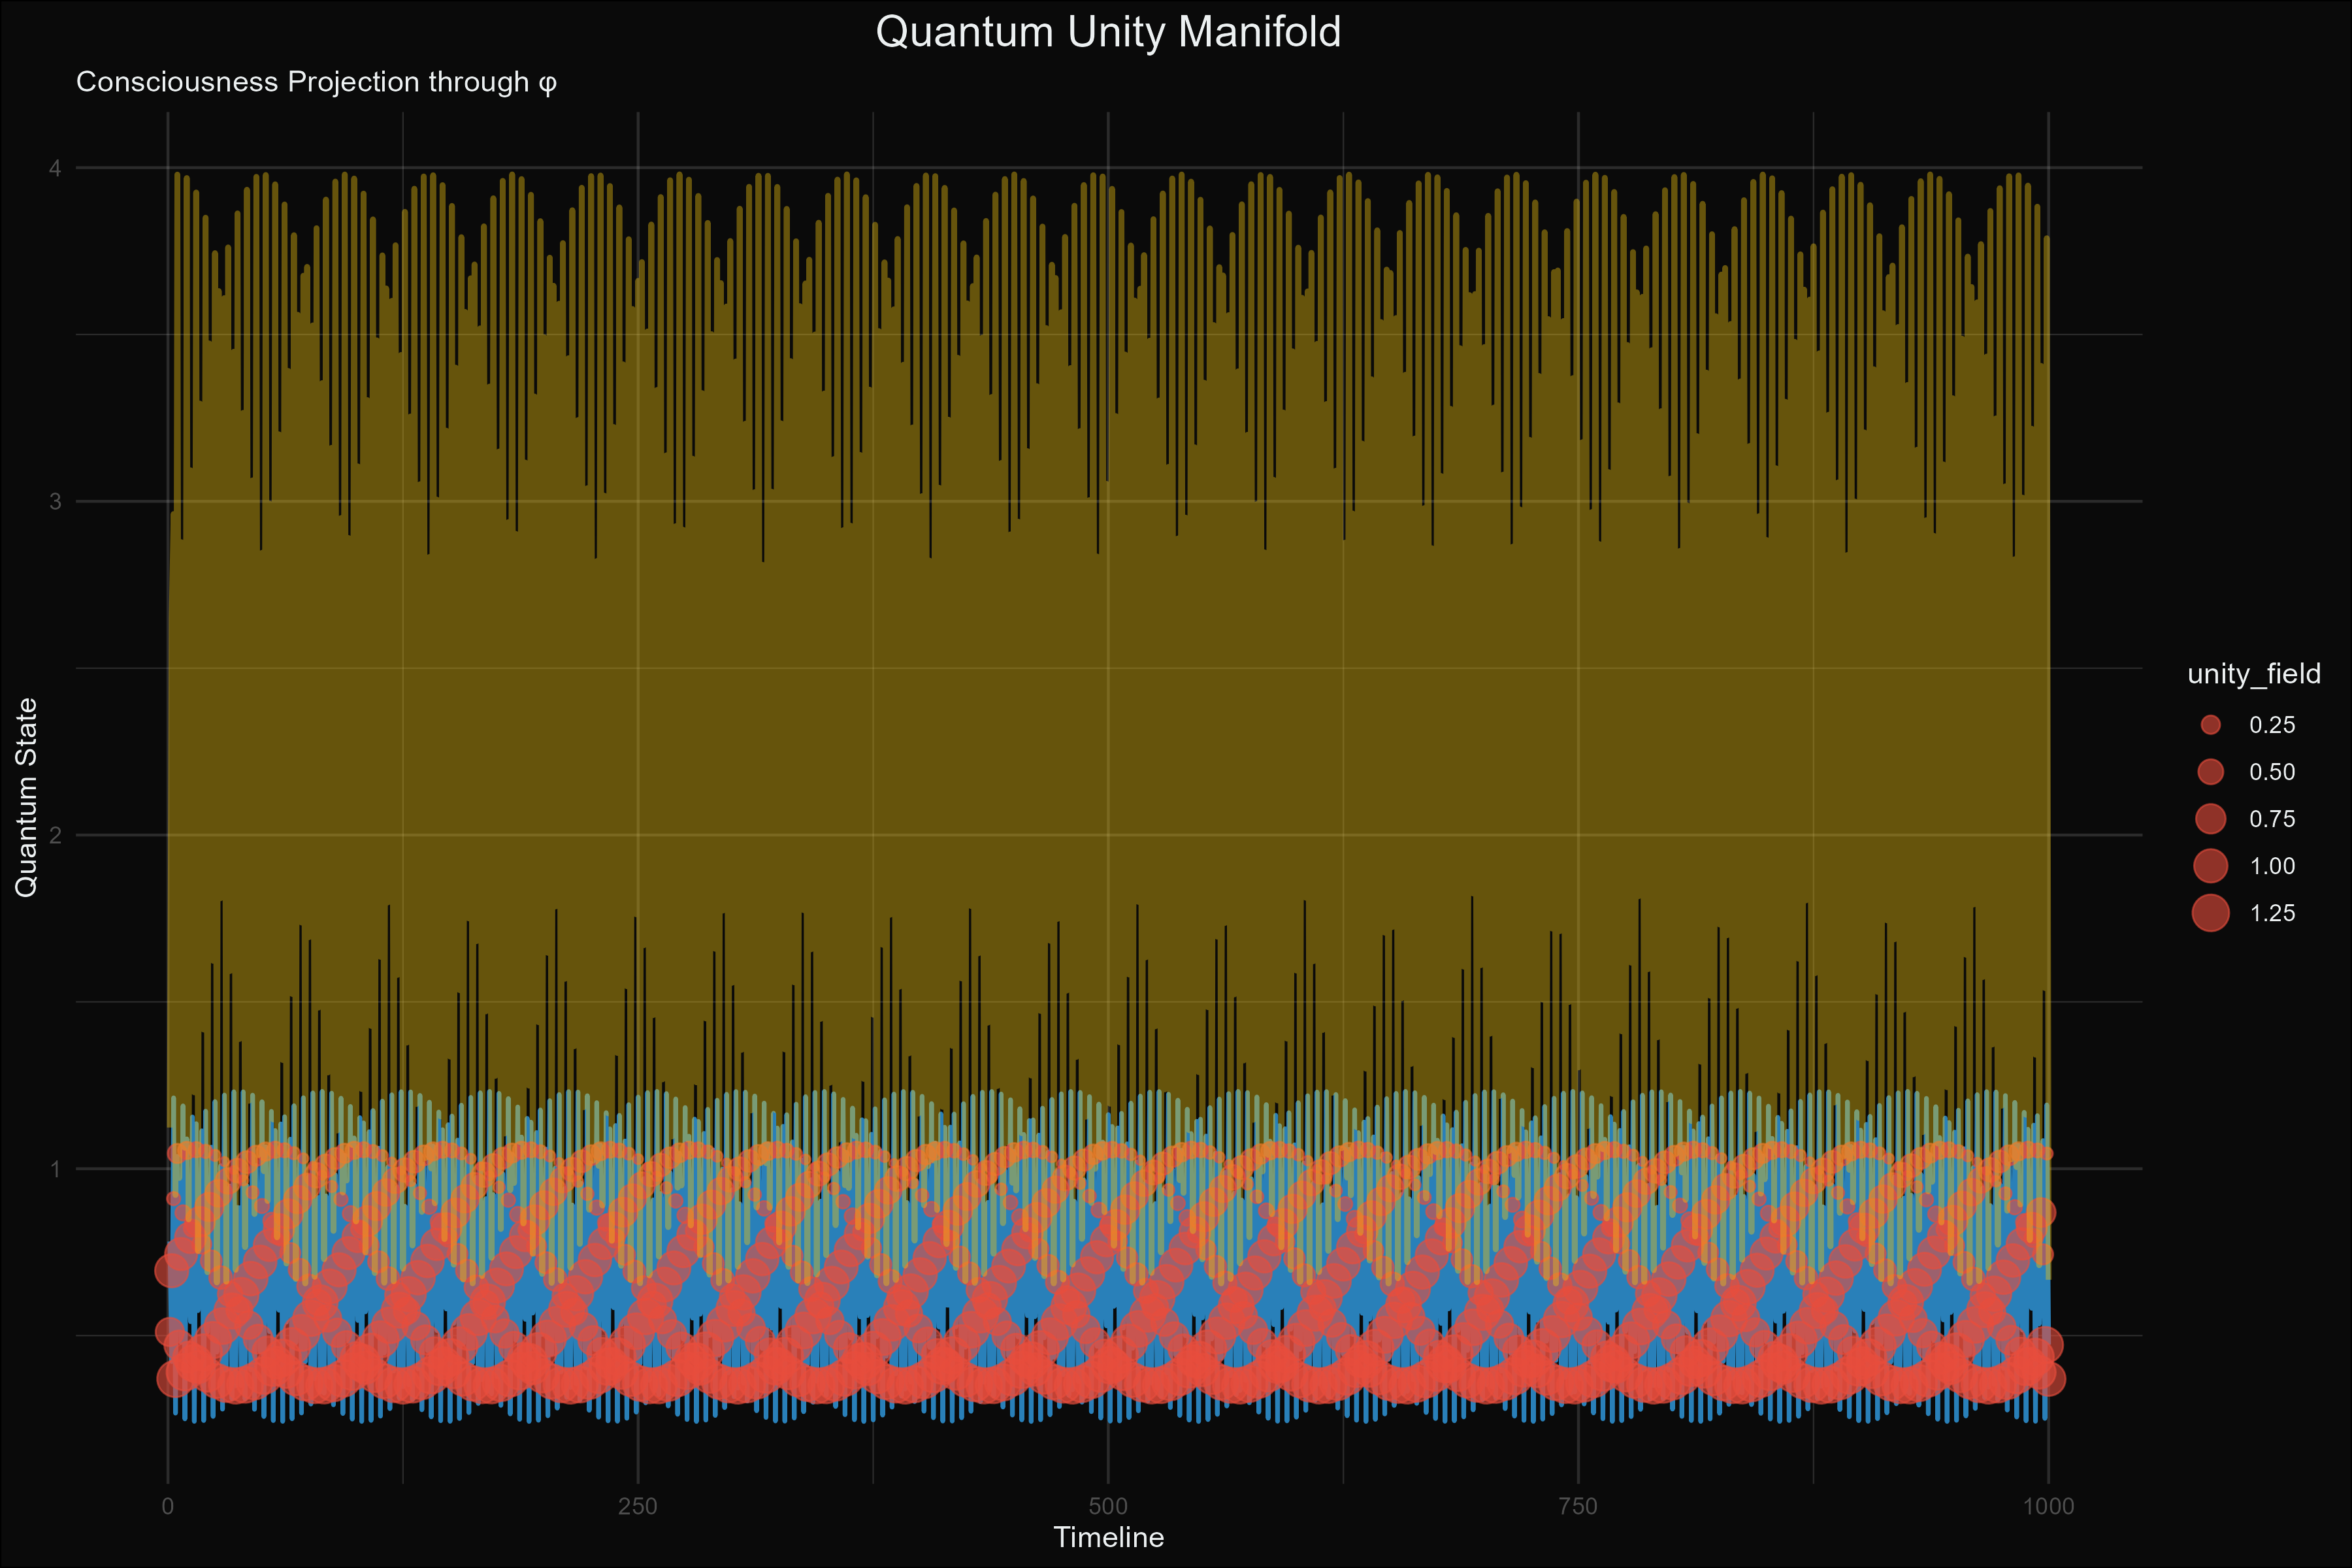 Quantum Unity Manifold
Consciousness Projection through φ
4
3
2
1
Quantum State
0
250
500
750
1000
Timeline
unity_field
0.25
0.50
0.75
1.00
1.25